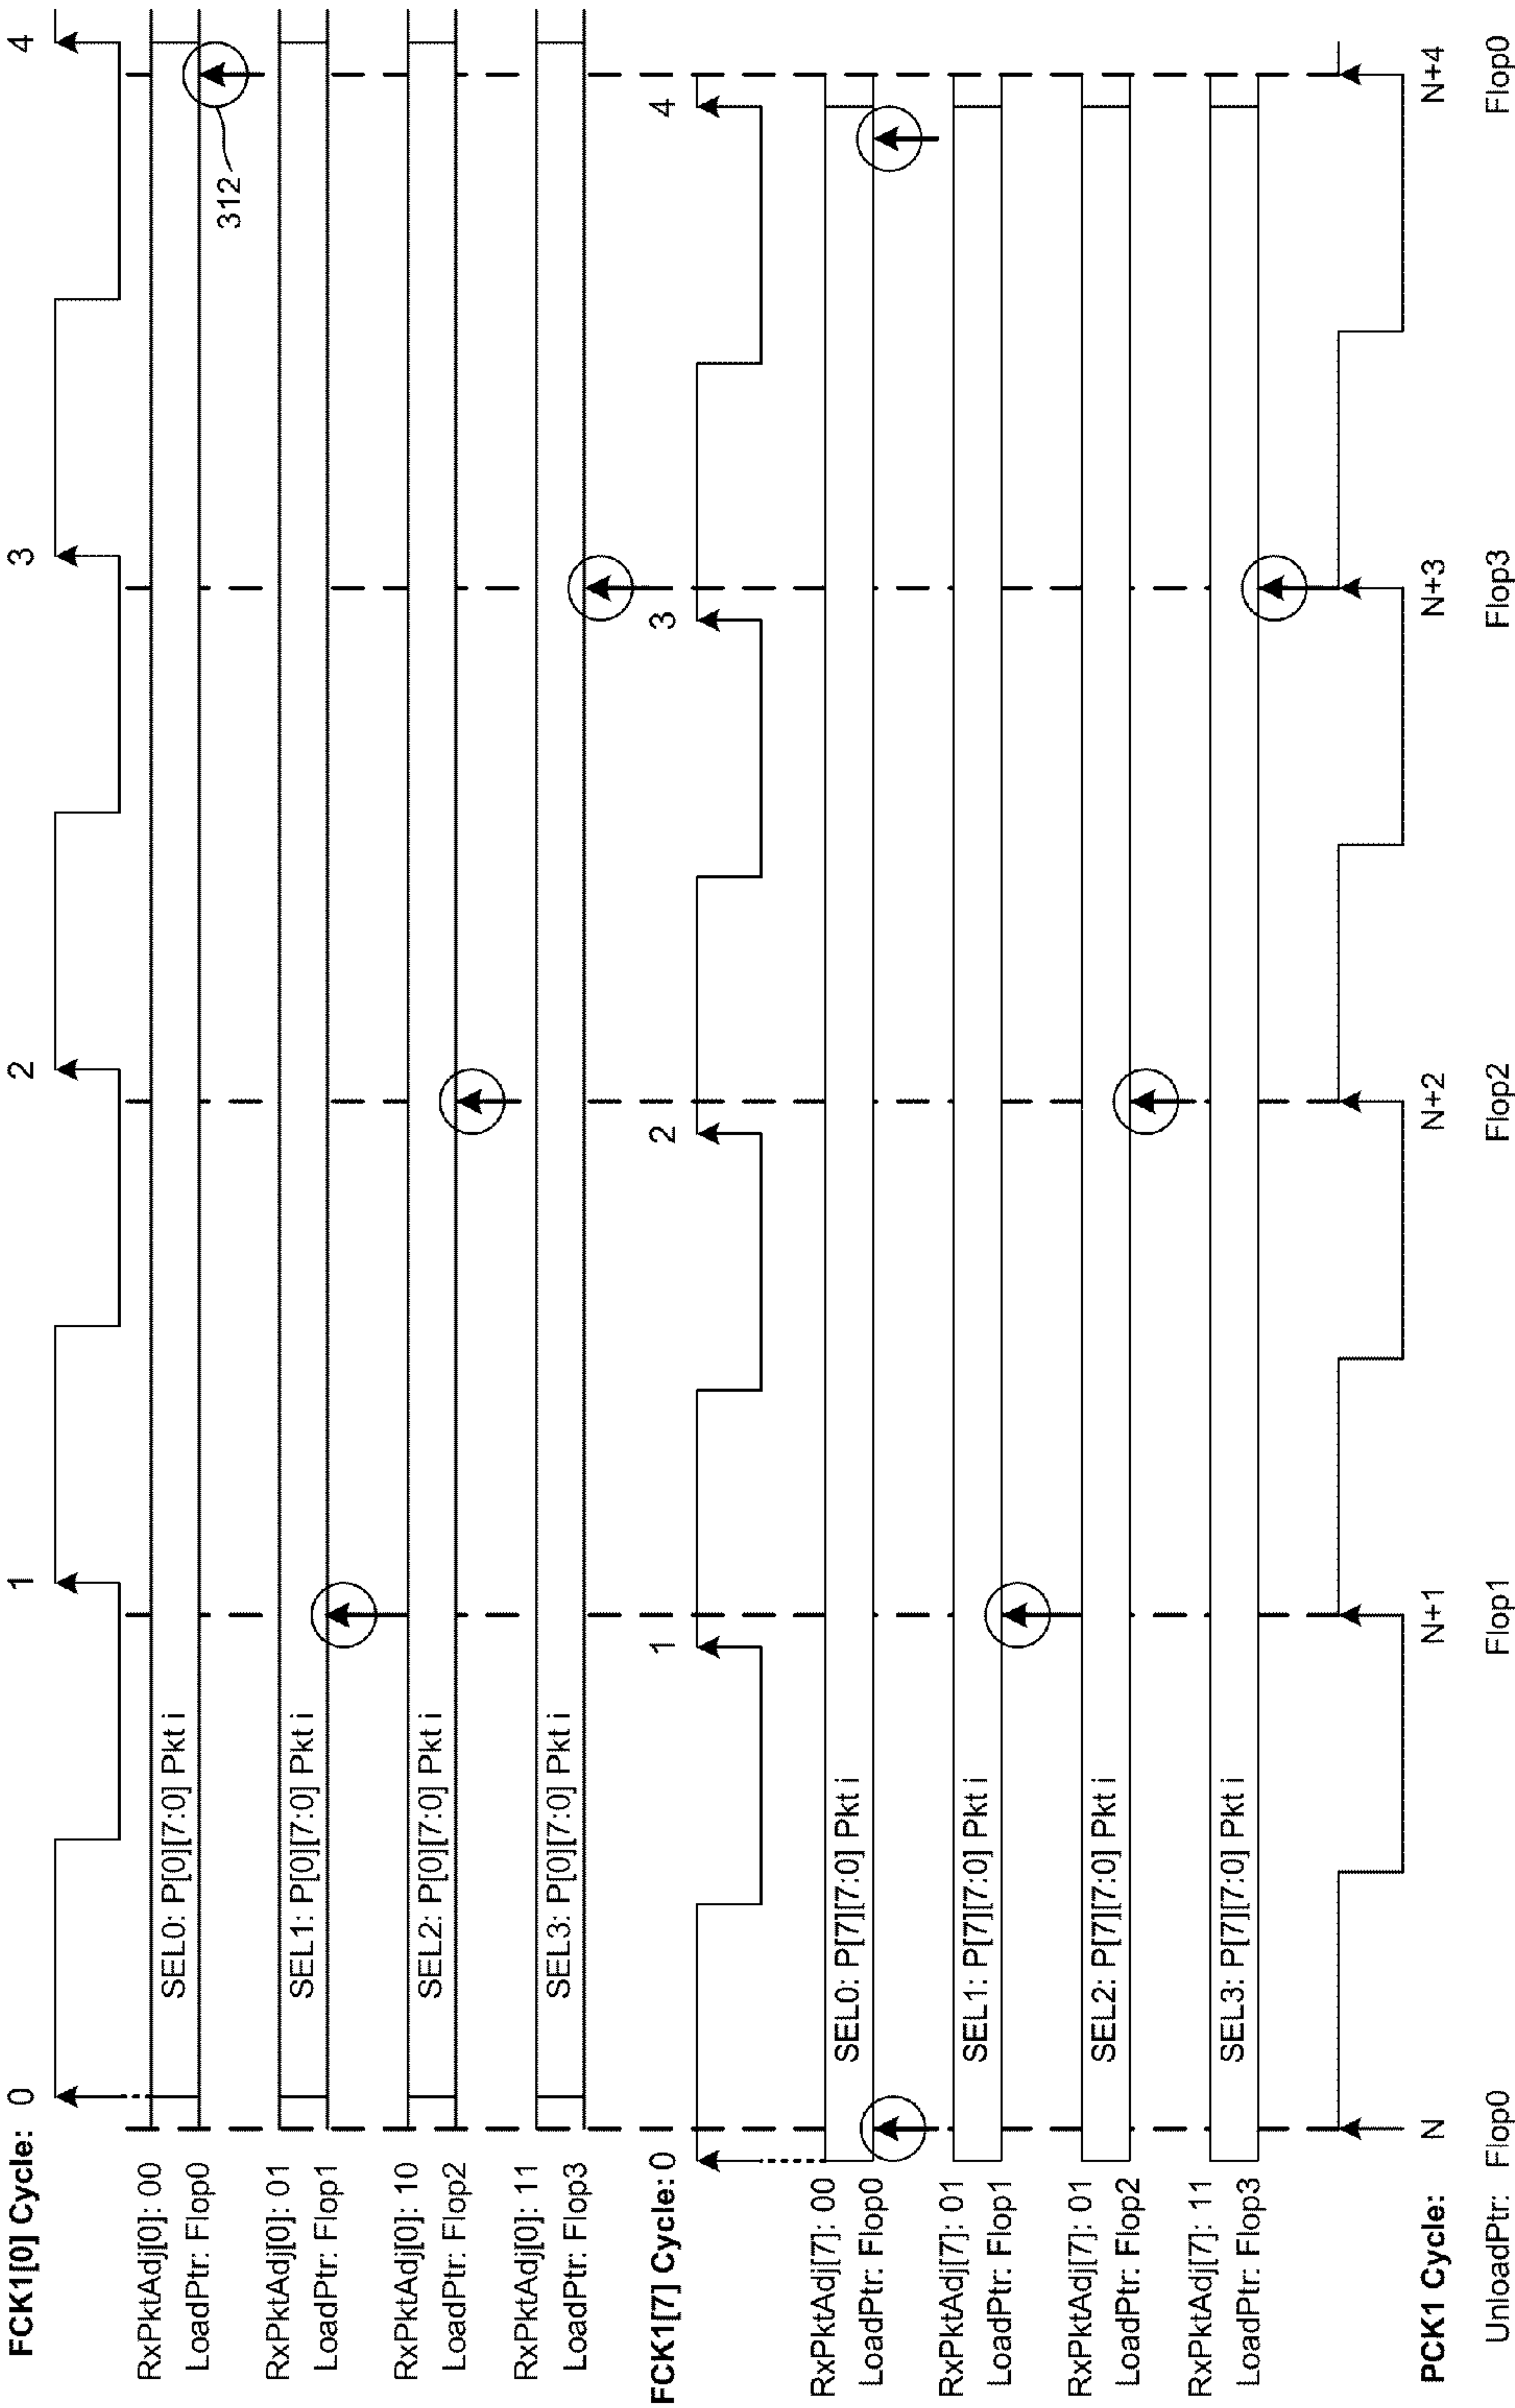 FCK1[0] Cycle: 0 1 2 3 4
RxPktAdj[0]: 00
LoadPtr: Flop0
SEL0: P[0][7:0] Pkt i
312
RxPktAdj[0]: 01
LoadPtr: Flop1
SEL1: P[0][7:0] Pkt i
RxPktAdj[0]: 10
LoadPtr: Flop2
SEL2: P[0][7:0] Pkt i
RxPktAdj[0]: 11
LoadPtr: Flop3
SEL3: P[0][7:0] Pkt i
FCK1[7] Cycle: 0 1 2 3 4
RxPktAdj[7]: 00
LoadPtr: Flop0
SEL0: P[7][7:0] Pkt i
RxPktAdj[7]: 01
LoadPtr: Flop1
SEL1: P[7][7:0] Pkt i
RxPktAdj[7]: 01
LoadPtr: Flop2
SEL2: P[7][7:0] Pkt i
RxPktAdj[7]: 11
LoadPtr: Flop3
SEL3: P[7][7:0] Pkt i
PCK1 Cycle: N N+1 N+2 N+3 N+4
UnloadPtr: Flop0 Flop1 Flop2 Flop3 Flop0